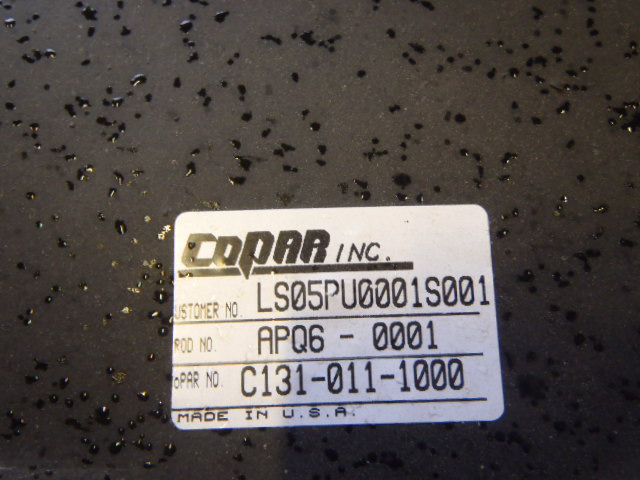 CoPAR INC.
USTOMER NO. LS05PU0001S001
ROD NO. APQ6 - 0001
oPAR NO. C131-011-1000
MADE IN U.S.A.